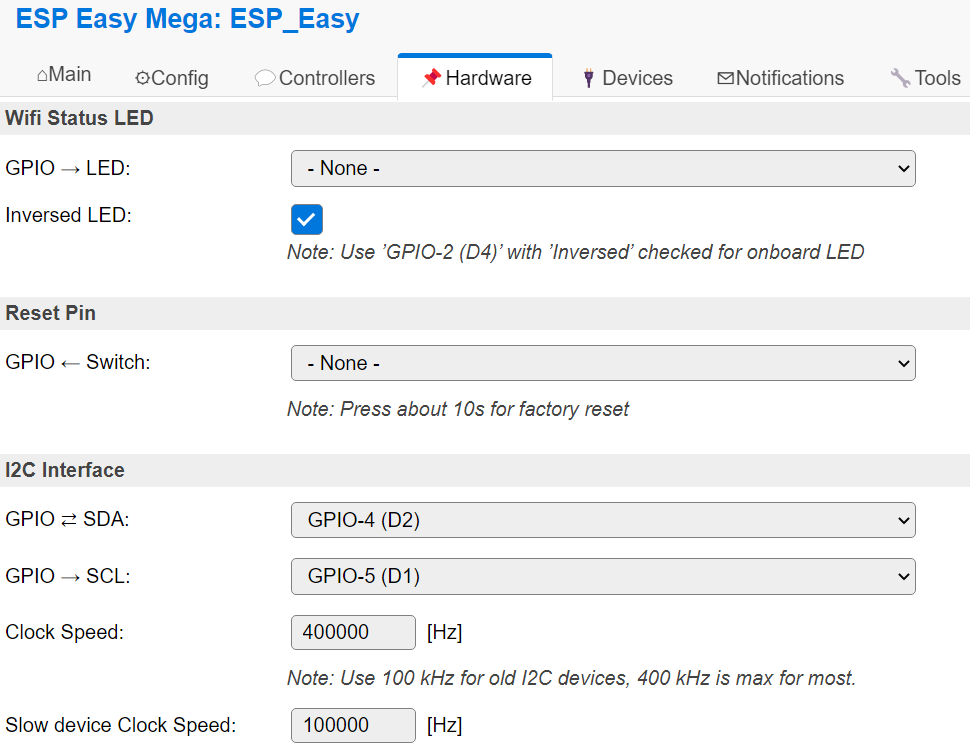 ESP Easy Mega: ESP_Easy
⌂Main ⚙Config 💬Controllers 📌Hardware 🔌Devices ✉Notifications 🔧Tools
Wifi Status LED
GPIO → LED: - None -
Inversed LED:
Note: Use ’GPIO-2 (D4)’ with ’Inversed’ checked for onboard LED
Reset Pin
GPIO ← Switch: - None -
Note: Press about 10s for factory reset
I2C Interface
GPIO ⇄ SDA: GPIO-4 (D2)
GPIO → SCL: GPIO-5 (D1)
Clock Speed: 400000 [Hz]
Note: Use 100 kHz for old I2C devices, 400 kHz is max for most.
Slow device Clock Speed: 100000 [Hz]